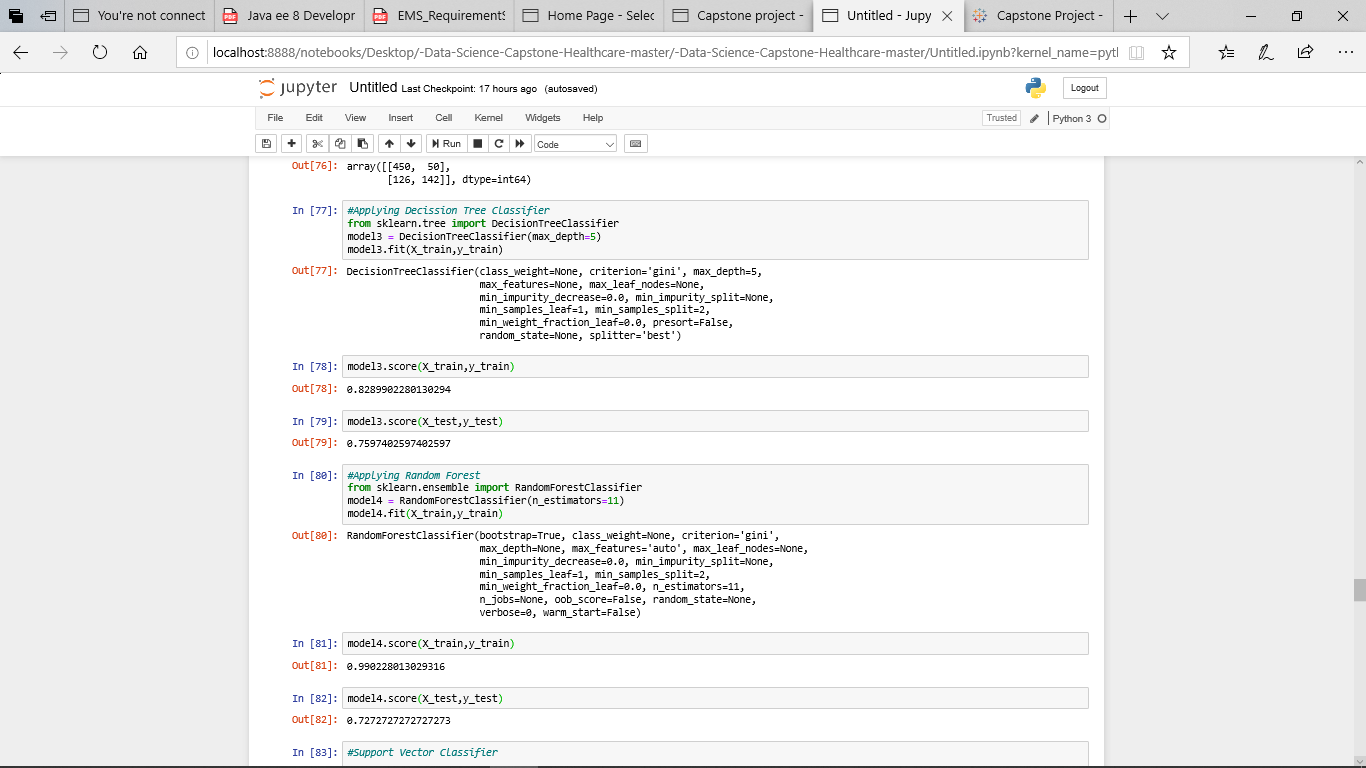 You're not connect
Java ee 8 Developr
EMS_Requirements
Home Page - Selec
Capstone project -
Untitled - Jupy
Capstone Project -
localhost:8888/notebooks/Desktop/-Data-Science-Capstone-Healthcare-master/-Data-Science-Capstone-Healthcare-master/Untitled.ipynb?kernel_name=pytl
jupyter Untitled Last Checkpoint: 17 hours ago (autosaved)
Logout
File Edit View Insert Cell Kernel Widgets Help
Trusted
Python 3
Run
Code
Out[76]: array([[450,  50],
[126, 142]], dtype=int64)
In [77]: #Applying Decission Tree Classifier
from sklearn.tree import DecisionTreeClassifier
model3 = DecisionTreeClassifier(max_depth=5)
model3.fit(X_train,y_train)
Out[77]: DecisionTreeClassifier(class_weight=None, criterion='gini', max_depth=5,
max_features=None, max_leaf_nodes=None,
min_impurity_decrease=0.0, min_impurity_split=None,
min_samples_leaf=1, min_samples_split=2,
min_weight_fraction_leaf=0.0, presort=False,
random_state=None, splitter='best')
In [78]: model3.score(X_train,y_train)
Out[78]: 0.8289902280130294
In [79]: model3.score(X_test,y_test)
Out[79]: 0.7597402597402597
In [80]: #Applying Random Forest
from sklearn.ensemble import RandomForestClassifier
model4 = RandomForestClassifier(n_estimators=11)
model4.fit(X_train,y_train)
Out[80]: RandomForestClassifier(bootstrap=True, class_weight=None, criterion='gini',
max_depth=None, max_features='auto', max_leaf_nodes=None,
min_impurity_decrease=0.0, min_impurity_split=None,
min_samples_leaf=1, min_samples_split=2,
min_weight_fraction_leaf=0.0, n_estimators=11,
n_jobs=None, oob_score=False, random_state=None,
verbose=0, warm_start=False)
In [81]: model4.score(X_train,y_train)
Out[81]: 0.990228013029316
In [82]: model4.score(X_test,y_test)
Out[82]: 0.7272727272727273
In [83]: #Support Vector Classifier